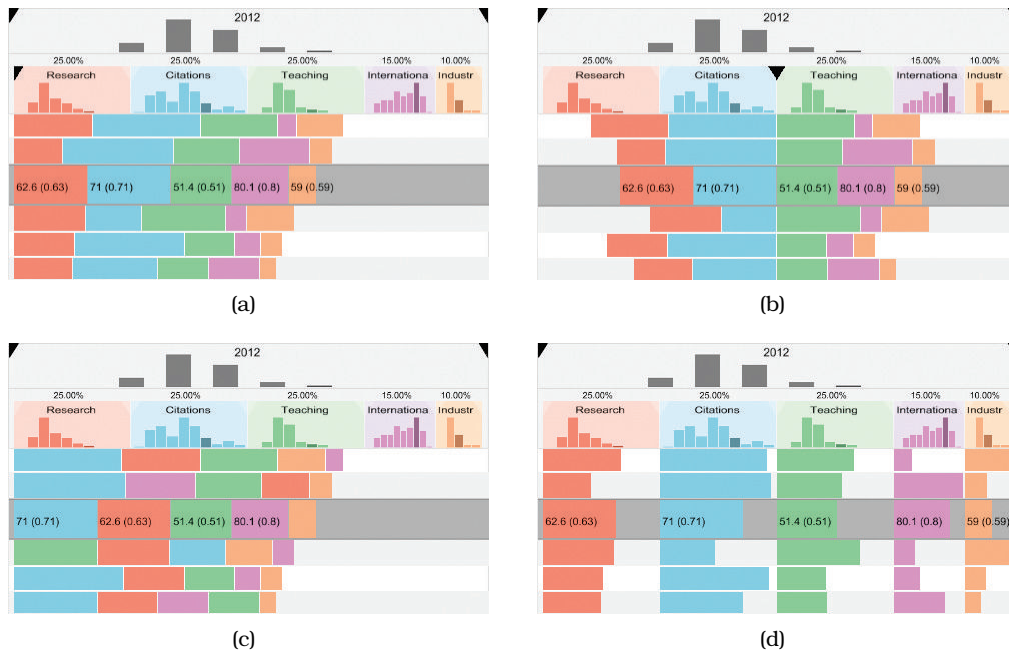 2012
25.00% 25.00% 25.00% 15.00% 10.00%
Research Citations Teaching Internationa Industr
62.6 (0.63) 71 (0.71) 51.4 (0.51) 80.1 (0.8) 59 (0.59)
(a)
2012
25.00% 25.00% 25.00% 15.00% 10.00%
Research Citations Teaching Internationa Industr
62.6 (0.63) 71 (0.71) 51.4 (0.51) 80.1 (0.8) 59 (0.59)
(b)
2012
25.00% 25.00% 25.00% 15.00% 10.00%
Research Citations Teaching Internationa Industr
71 (0.71) 62.6 (0.63) 51.4 (0.51) 80.1 (0.8)
(c)
2012
25.00% 25.00% 25.00% 15.00% 10.00%
Research Citations Teaching Internationa Industr
62.6 (0.63) 71 (0.71) 51.4 (0.51) 80.1 (0.8) 59 (0.59)
(d)